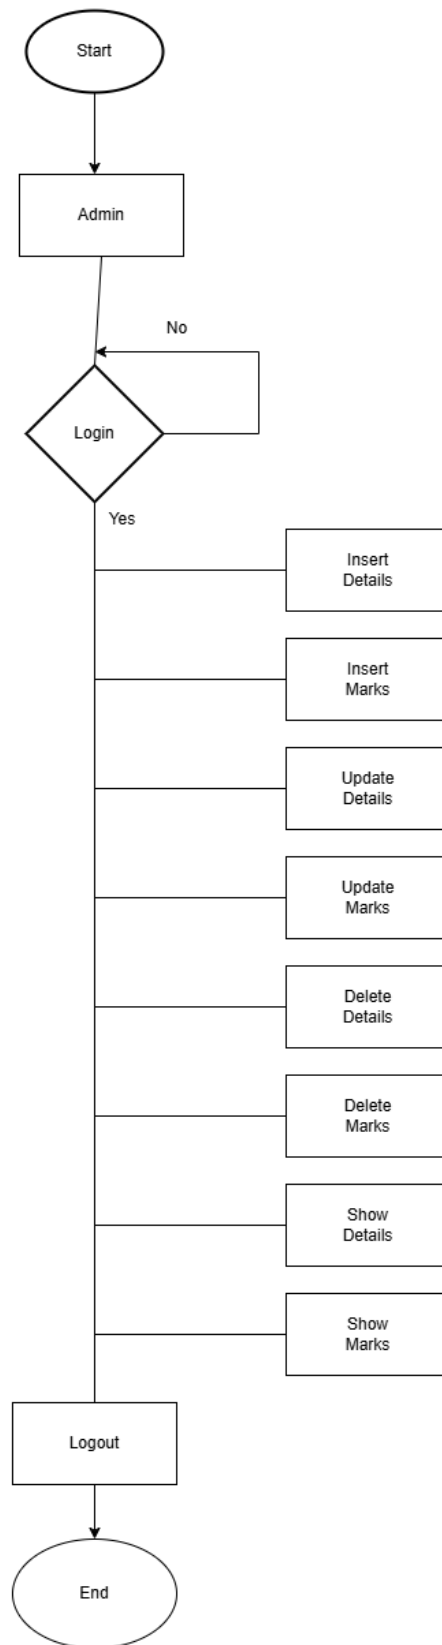 Start
Admin
No
Login
Yes
Insert
Details
Insert
Marks
Update
Details
Update
Marks
Delete
Details
Delete
Marks
Show
Details
Show
Marks
Logout
End